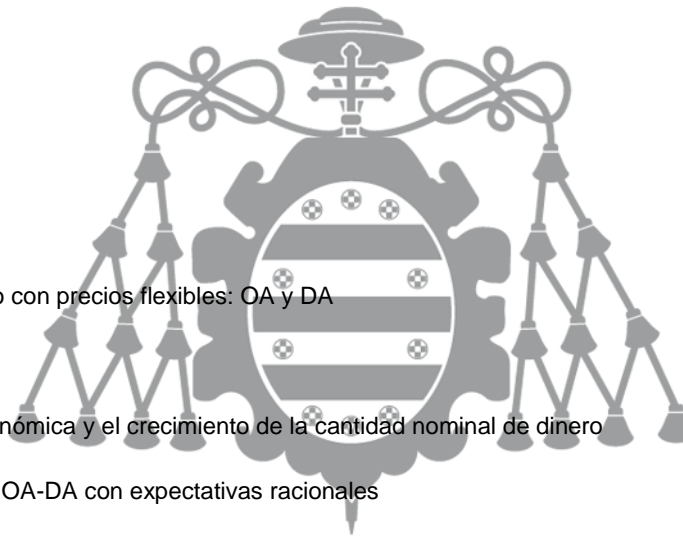 o con precios flexibles: OA y DA
nómica y el crecimiento de la cantidad nominal de dinero
OA-DA con expectativas racionales